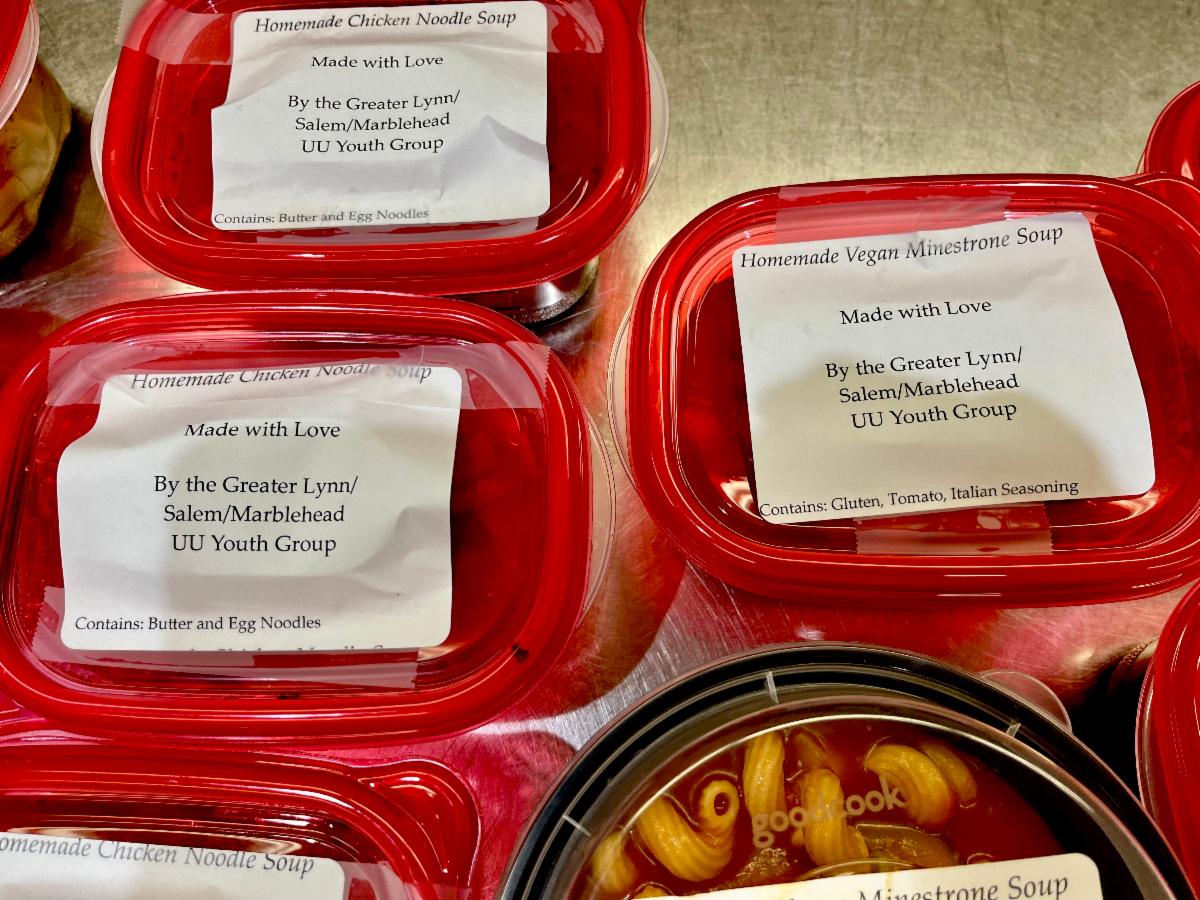 Homemade Chicken Noodle Soup
Made with Love
By the Greater Lynn/
Salem/Marblehead
UU Youth Group
Contains: Butter and Egg Noodles
Homemade Vegan Minestrone Soup
Made with Love
By the Greater Lynn/
Salem/Marblehead
UU Youth Group
Contains: Gluten, Tomato, Italian Seasoning
Homemade Chicken Noodle Soup
Made with Love
By the Greater Lynn/
Salem/Marblehead
UU Youth Group
Contains: Butter and Egg Noodles
omemade Chicken Noodle Soup
goodcook
Minestrone Soup